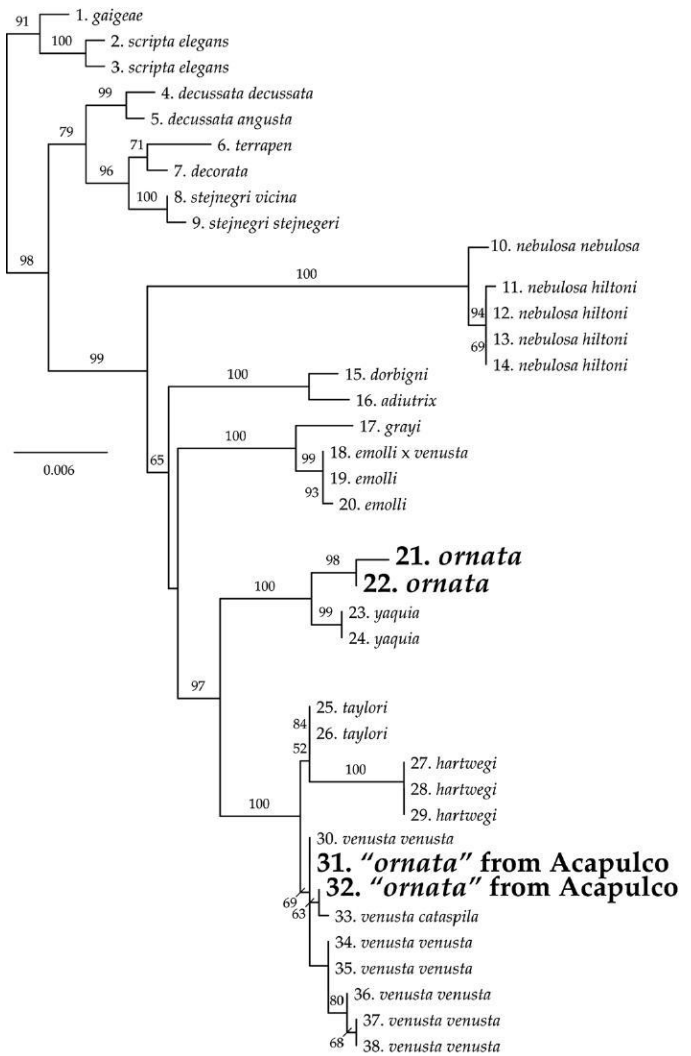 91
1. gaigeae
100
2. scripta elegans
3. scripta elegans
99
4. decussata decussata
5. decussata angusta
79
71
6. terrapen
96
7. decorata
100
8. stejnegri vicina
9. stejnegri stejnegeri
98
10. nebulosa nebulosa
100
11. nebulosa hiltoni
94
12. nebulosa hiltoni
13. nebulosa hiltoni
69
14. nebulosa hiltoni
99
100
15. dorbigni
16. adiutrix
100
17. grayi
65
99
18. emolli x venusta
19. emolli
93
20. emolli
0.006
98
21. ornata
22. ornata
100
99
23. yaquia
24. yaquia
97
25. taylori
84
26. taylori
52
100
27. hartwegi
28. hartwegi
29. hartwegi
100
30. venusta venusta
31. “ornata” from Acapulco
32. “ornata” from Acapulco
69
63
33. venusta cataspila
34. venusta venusta
35. venusta venusta
80
36. venusta venusta
37. venusta venusta
68
38. venusta venusta